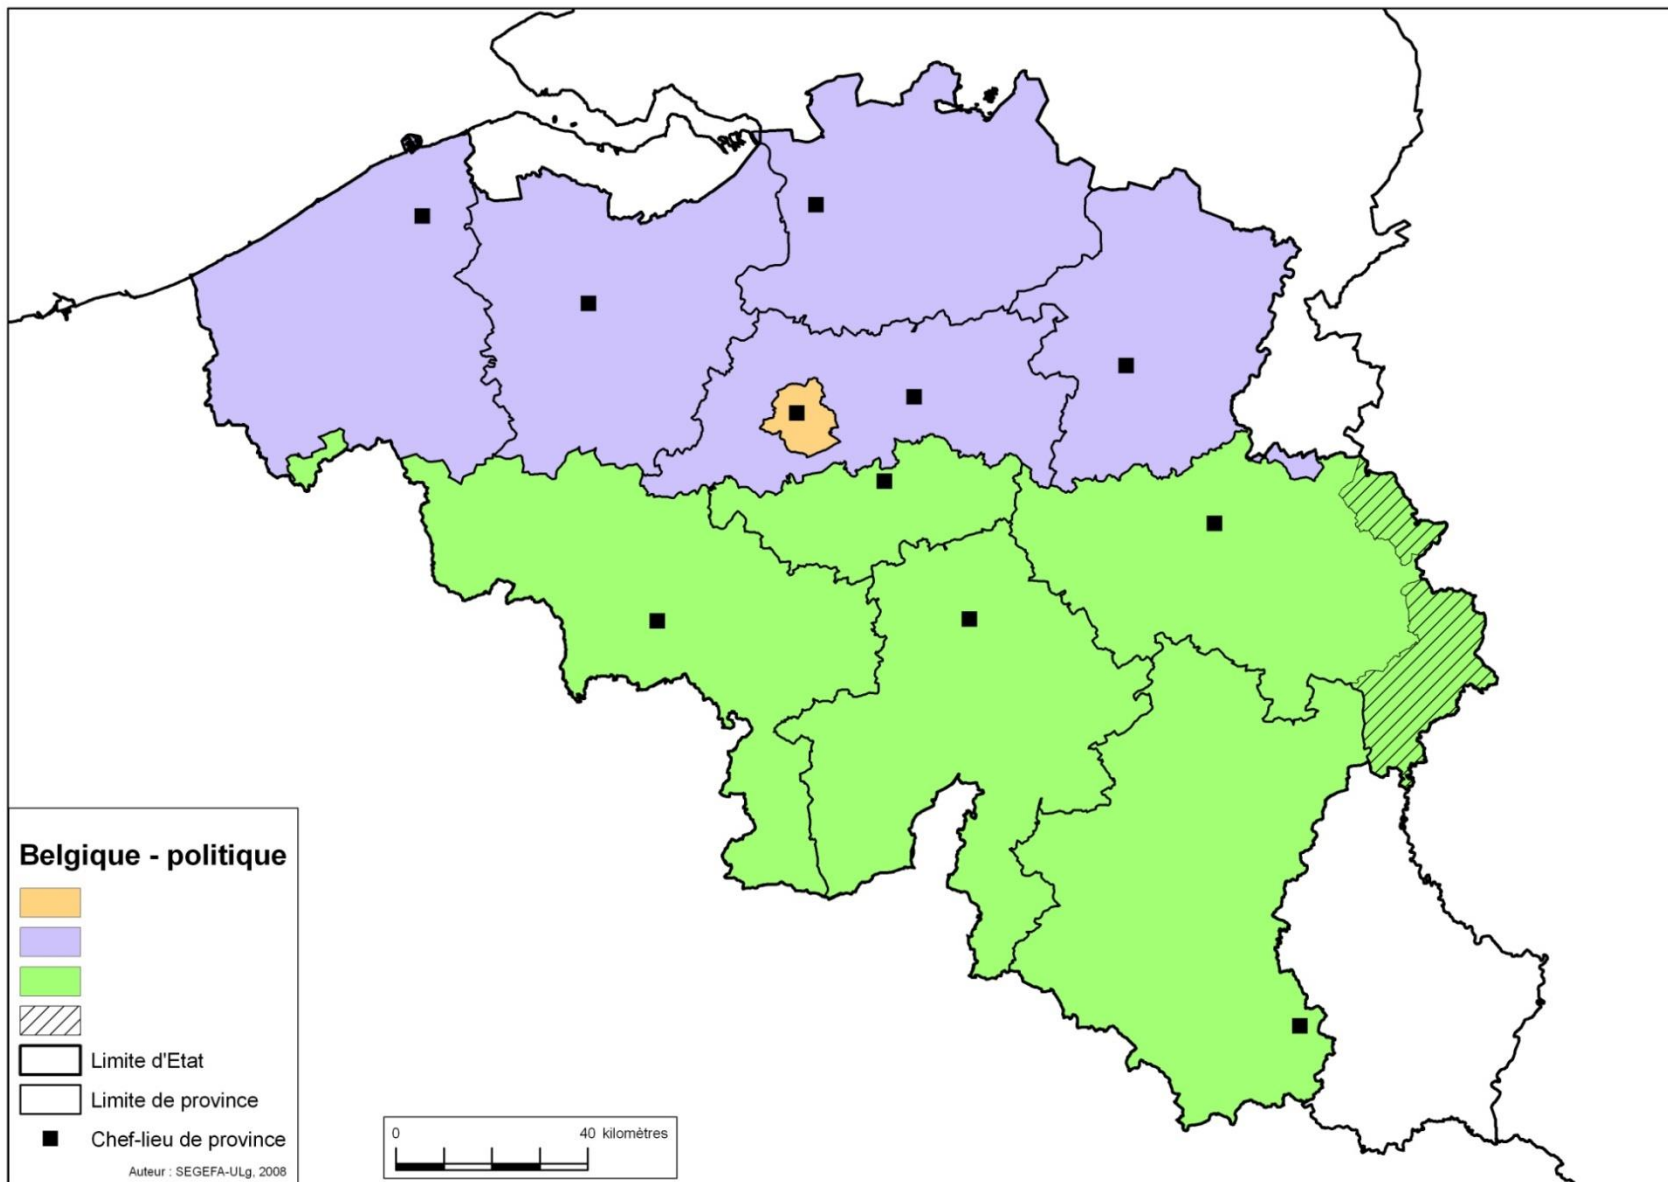 Belgique - politique
Limite d'Etat
Limite de province
Chef-lieu de province
Auteur : SEGEFA-ULg, 2008
0 40 kilomètres